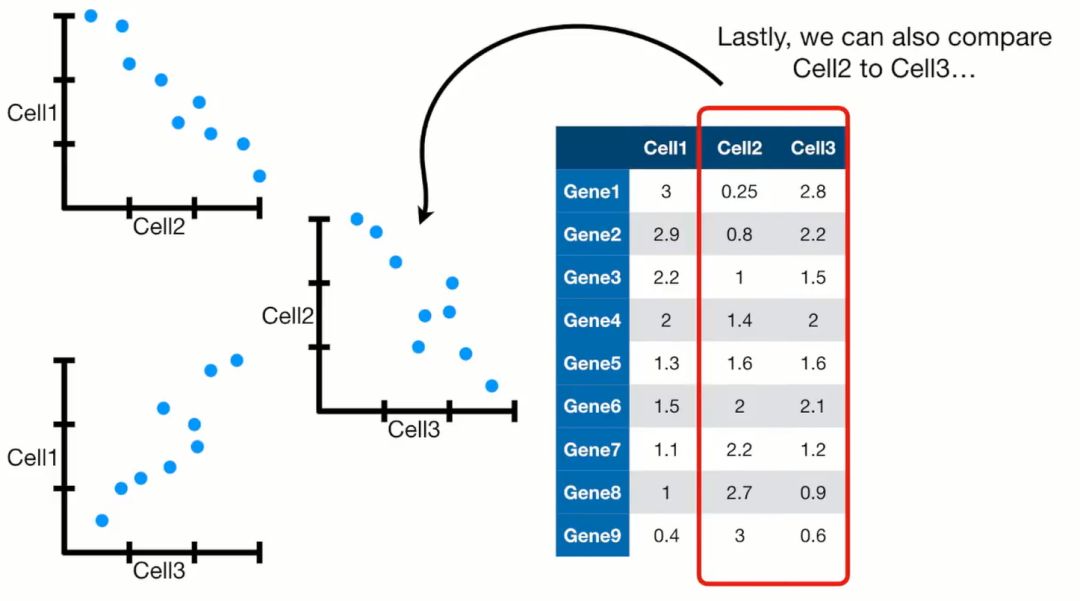 Lastly, we can also compare
Cell2 to Cell3…
Cell1
Cell2
Cell2
Cell3
Cell1
Cell3
Cell1 Cell2 Cell3
Gene1 3 0.25 2.8
Gene2 2.9 0.8 2.2
Gene3 2.2 1 1.5
Gene4 2 1.4 2
Gene5 1.3 1.6 1.6
Gene6 1.5 2 2.1
Gene7 1.1 2.2 1.2
Gene8 1 2.7 0.9
Gene9 0.4 3 0.6